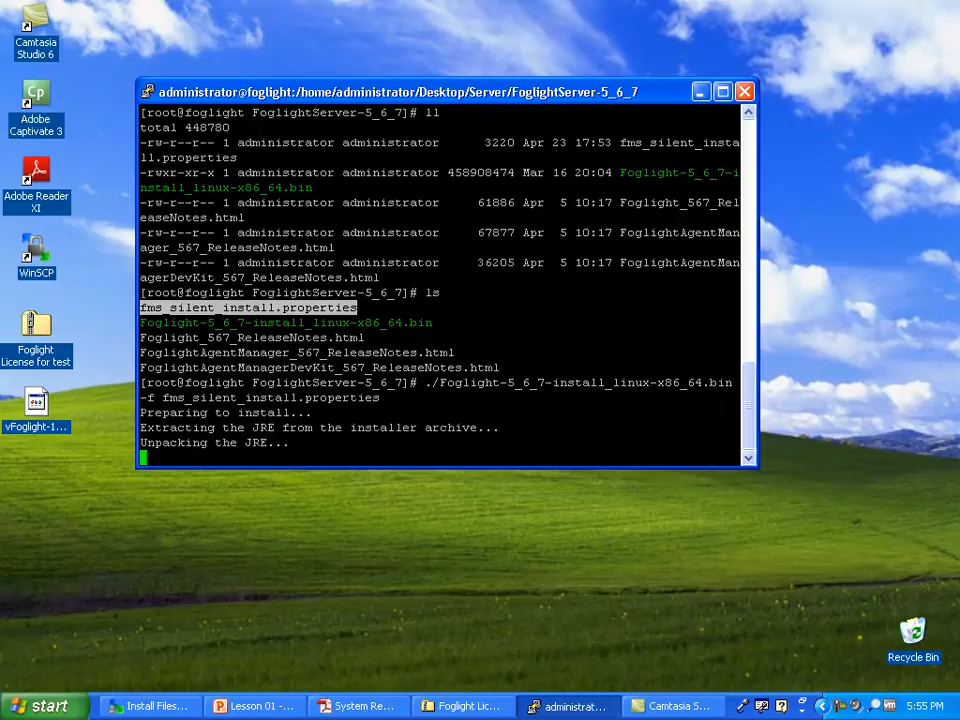 Camtasia
Studio 6
Cp
Adobe
Captivate 3
Adobe Reader
XI
WinSCP
Foglight
License for test
vFoglight-1...
administrator@foglight:/home/administrator/Desktop/Server/FoglightServer-5_6_7
[root@foglight FoglightServer-5_6_7]# ll
total 448780
-rw-r--r-- 1 administrator administrator      3220 Apr 23 17:53 fms_silent_insta
ll.properties
-rwxr-xr-x 1 administrator administrator 458908474 Mar 16 20:04 Foglight-5_6_7-i
nstall_linux-x86_64.bin
-rw-r--r-- 1 administrator administrator     61886 Apr  5 10:17 Foglight_567_Rel
easeNotes.html
-rw-r--r-- 1 administrator administrator     67877 Apr  5 10:17 FoglightAgentMan
ager_567_ReleaseNotes.html
-rw-r--r-- 1 administrator administrator     36205 Apr  5 10:17 FoglightAgentMan
agerDevKit_567_ReleaseNotes.html
[root@foglight FoglightServer-5_6_7]# ls
fms_silent_install.properties
Foglight-5_6_7-install_linux-x86_64.bin
Foglight_567_ReleaseNotes.html
FoglightAgentManager_567_ReleaseNotes.html
FoglightAgentManagerDevKit_567_ReleaseNotes.html
[root@foglight FoglightServer-5_6_7]# ./Foglight-5_6_7-install_linux-x86_64.bin
-f fms_silent_install.properties
Preparing to install...
Extracting the JRE from the installer archive...
Unpacking the JRE...
Recycle Bin
start
Install Files...
Lesson 01 -...
System Re...
Foglight Lic...
administrat...
Camtasia S...
5:55 PM